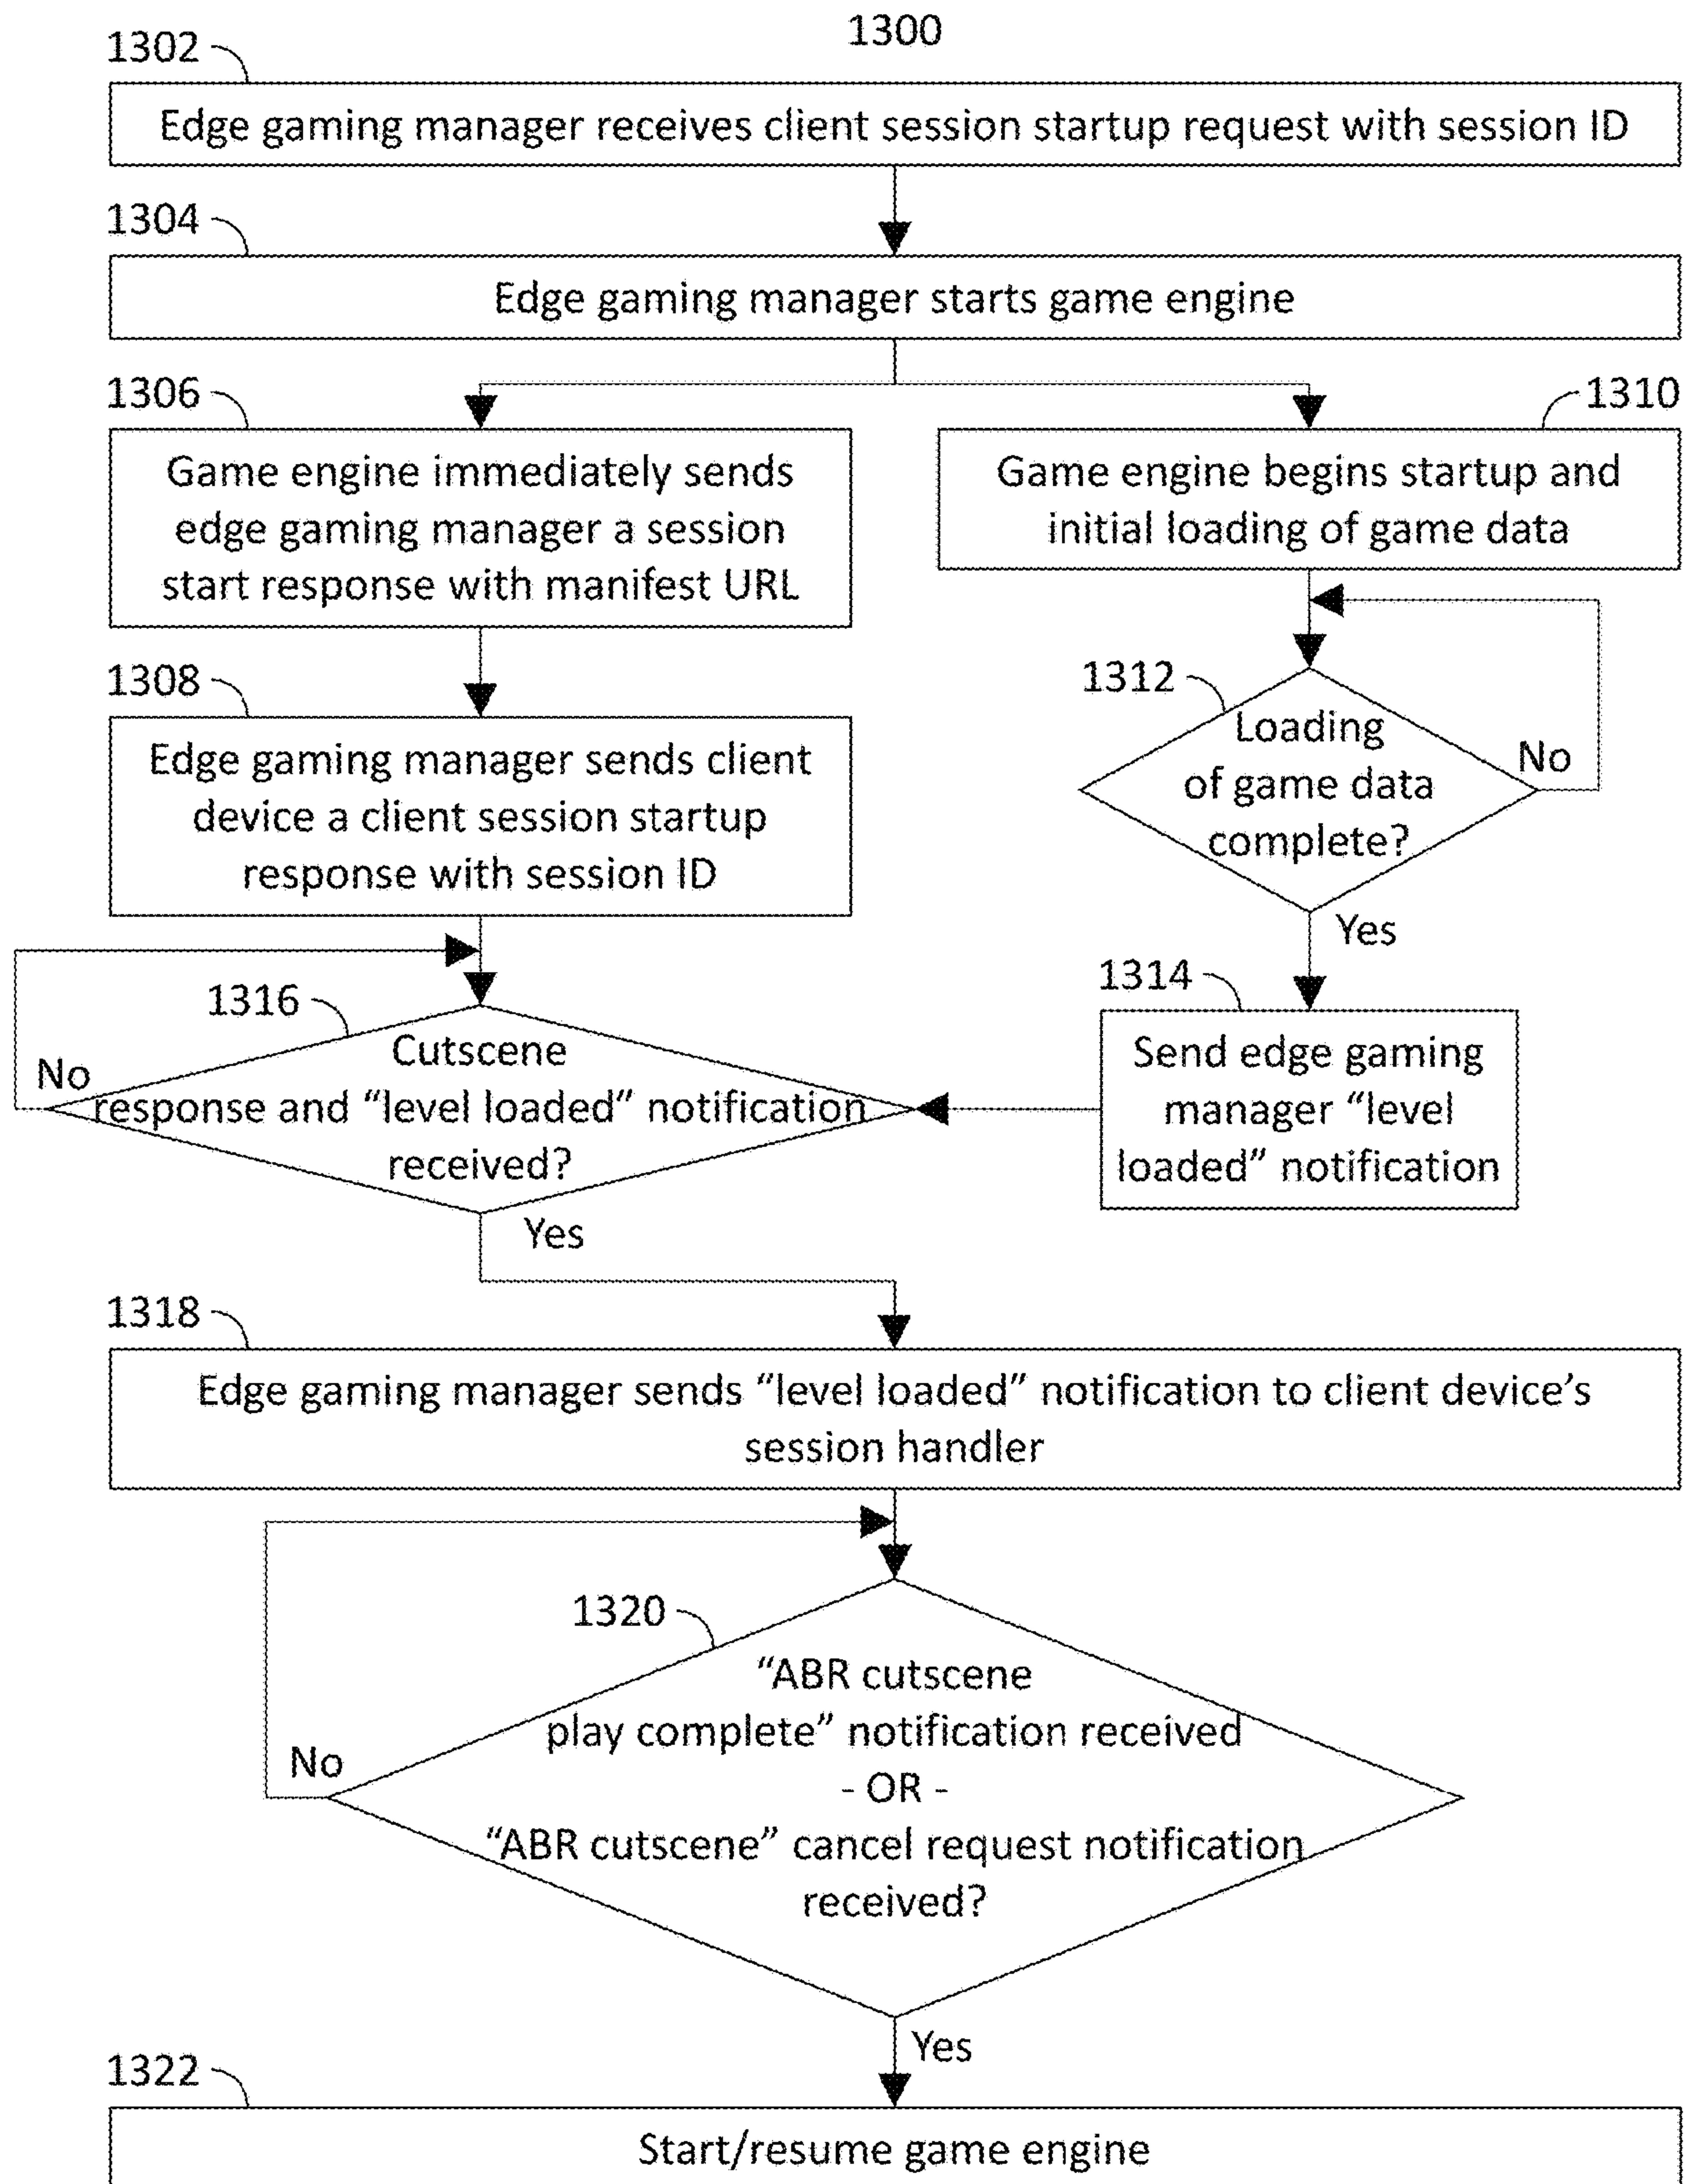 1300
1302
Edge gaming manager receives client session startup request with session ID
1304
Edge gaming manager starts game engine
1306
Game engine immediately sends
edge gaming manager a session
start response with manifest URL
1310
Game engine begins startup and
initial loading of game data
1308
Edge gaming manager sends client
device a client session startup
response with session ID
1312
Loading
of game data
complete?
No
Yes
1314
Send edge gaming
manager “level
loaded” notification
1316
Cutscene
response and “level loaded” notification
received?
No
Yes
1318
Edge gaming manager sends “level loaded” notification to client device’s
session handler
1320
“ABR cutscene
play complete” notification received
- OR -
“ABR cutscene” cancel request notification
received?
No
Yes
1322
Start/resume game engine